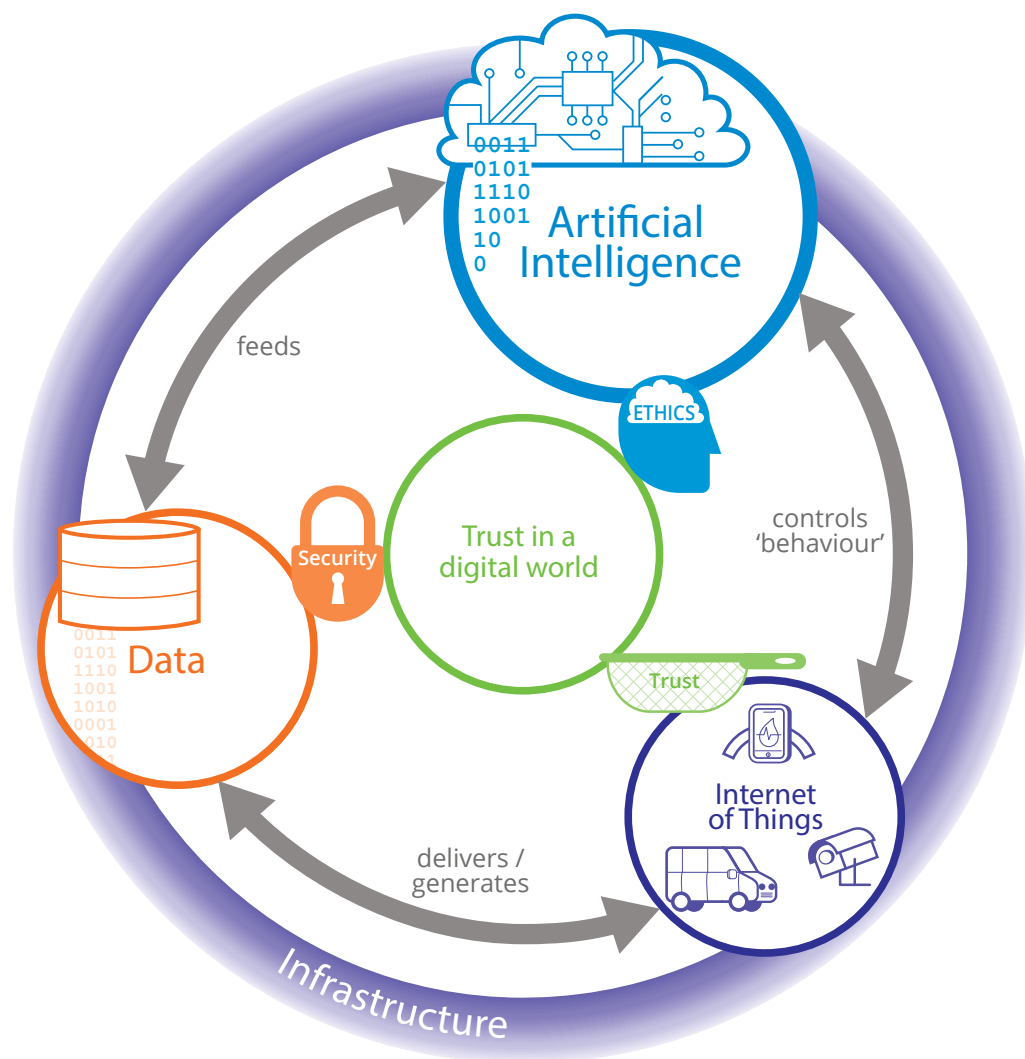 0011
0101
1110
1001
10
0
Artificial
Intelligence
feeds
ETHICS
controls
‘behaviour’
Security
Trust in a
digital world
0011
0101
1110
1001
1010
0001
Data
Trust
Internet
of Things
delivers /
generates
Infrastructure